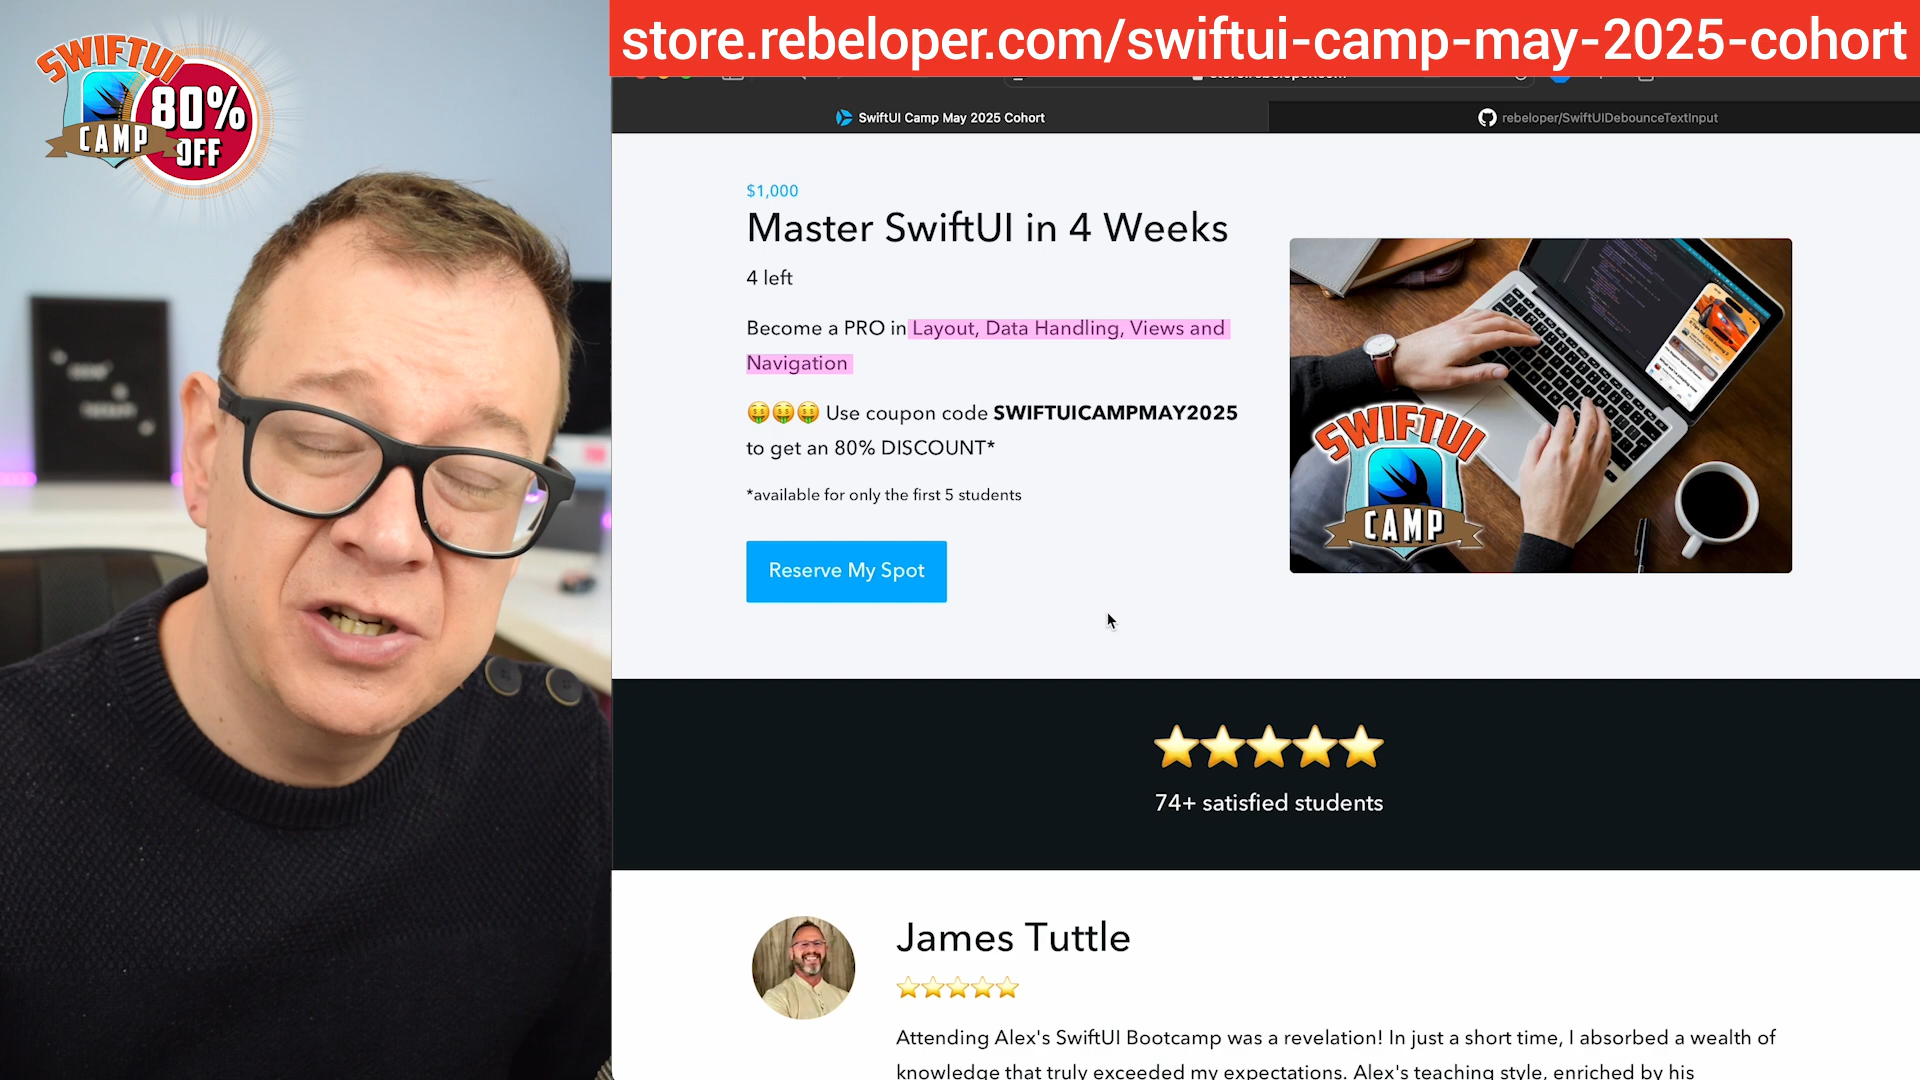 store.rebeloper.com/swiftui-camp-may-2025-cohort
SWIFTUI
CAMP
80%
OFF
SwiftUI Camp May 2025 Cohort
rebeloper/SwiftUIDebounceTextInput
$1,000
Master SwiftUI in 4 Weeks
4 left
Become a PRO in Layout, Data Handling, Views and
Navigation
🤑🤑🤑 Use coupon code SWIFTUICAMPMAY2025
to get an 80% DISCOUNT*
*available for only the first 5 students
Reserve My Spot
SWIFTUI
CAMP
⭐⭐⭐⭐⭐
74+ satisfied students
James Tuttle
⭐⭐⭐⭐⭐
Attending Alex's SwiftUI Bootcamp was a revelation! In just a short time, I absorbed a wealth of
knowledge that truly exceeded my expectations. Alex's teaching style, enriched by his